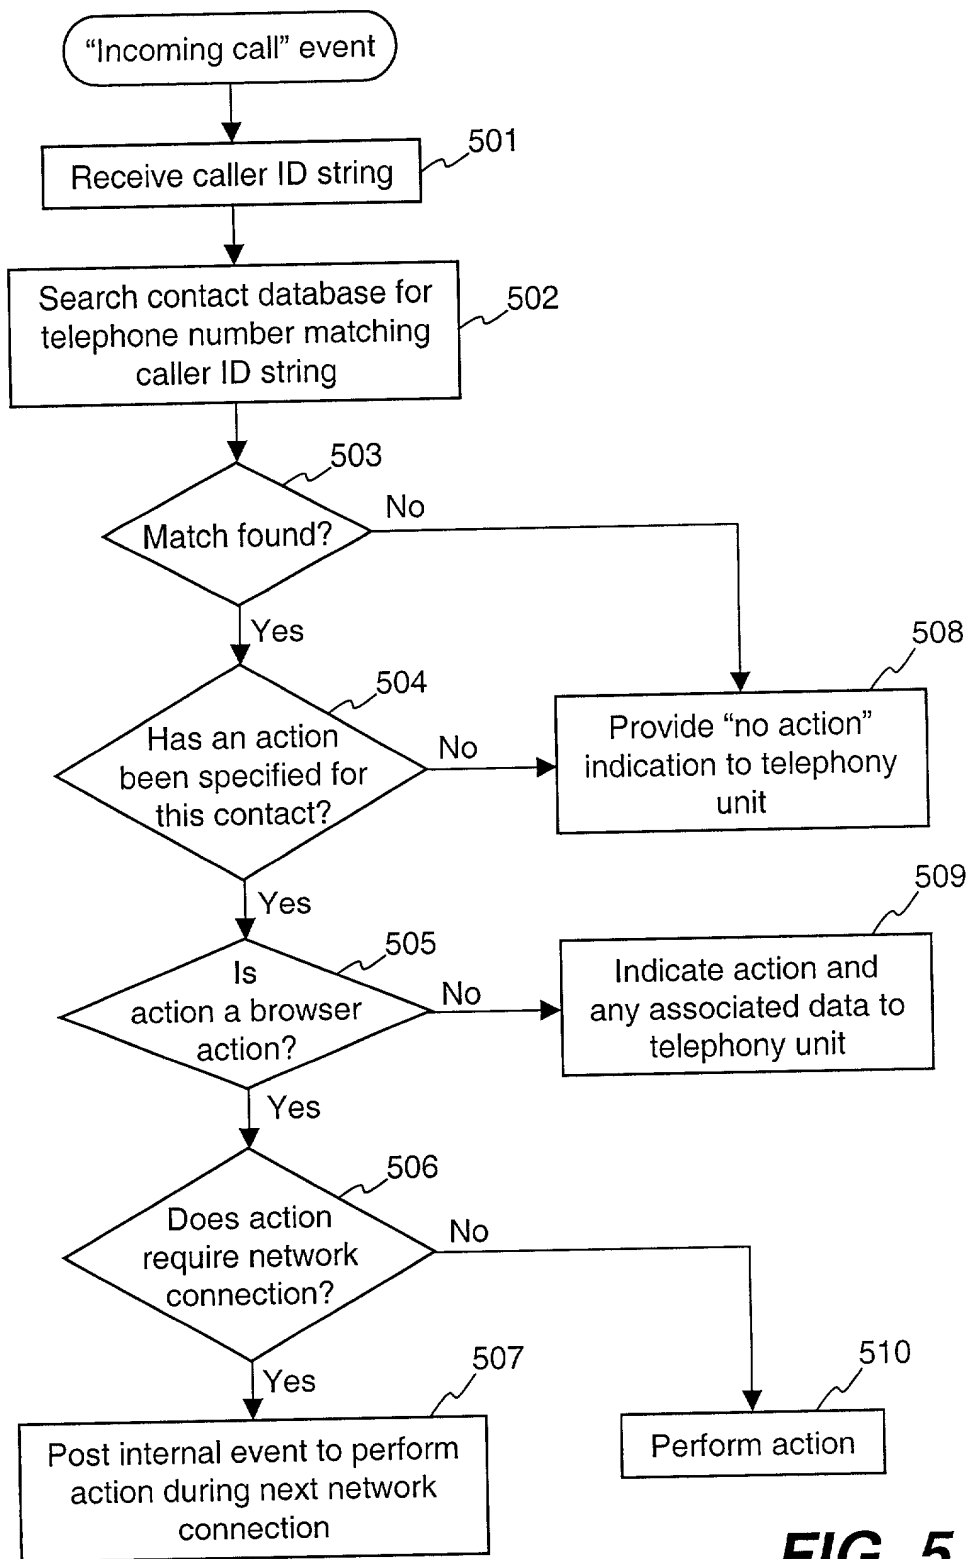 “Incoming call” event
501
Receive caller ID string
502
Search contact database for
telephone number matching
caller ID string
503
No
Match found?
Yes
508
504
Has an action
been specified for
this contact?
No
Provide “no action”
indication to telephony
unit
Yes
509
505
Is
action a browser
action?
No
Indicate action and
any associated data to
telephony unit
Yes
506
Does action
require network
connection?
No
507
510
Yes
Post internal event to perform
action during next network
connection
Perform action
FIG. 5